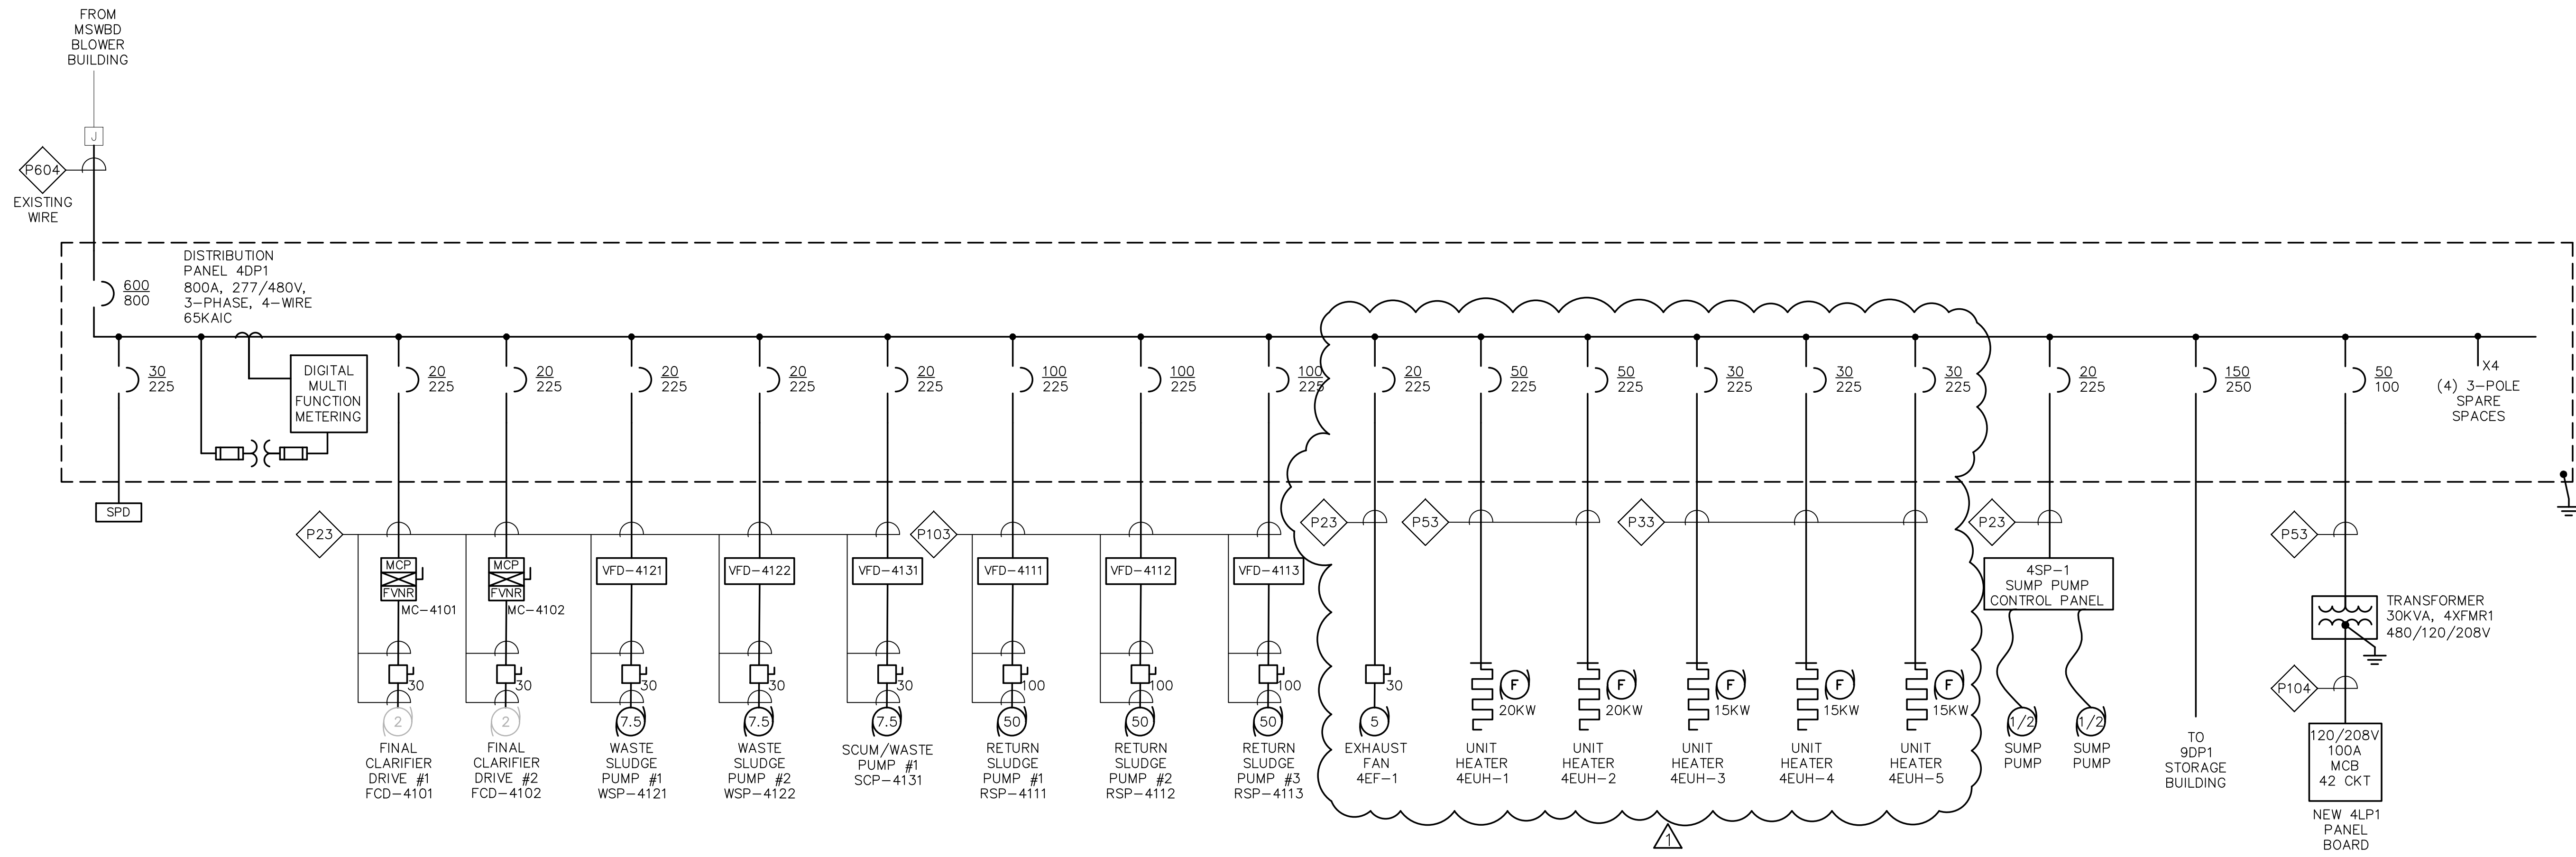 FROM
MSWBD
BLOWER
BUILDING
J
P604
EXISTING
WIRE
600
800
DISTRIBUTION
PANEL 4DP1
800A, 277/480V,
3-PHASE, 4-WIRE
65KAIC
30
225
DIGITAL
MULTI
FUNCTION
METERING
20
225
20
225
20
225
20
225
20
225
100
225
100
225
100
225
20
225
50
225
50
225
30
225
30
225
30
225
20
225
150
250
50
100
X4
(4) 3-POLE
SPARE
SPACES
SPD
P23
P103
P23
P53
P33
P23
P53
MCP
FVNR
MC-4101
MCP
FVNR
MC-4102
VFD-4121
VFD-4122
VFD-4131
VFD-4111
VFD-4112
VFD-4113
4SP-1
SUMP PUMP
CONTROL PANEL
TRANSFORMER
30KVA, 4XFMR1
480/120/208V
30
30
30
30
30
100
100
100
30
F
20KW
F
20KW
F
15KW
F
15KW
F
15KW
P104
2
2
7.5
7.5
7.5
50
50
50
5
1/2
1/2
FINAL
CLARIFIER
DRIVE #1
FCD-4101
FINAL
CLARIFIER
DRIVE #2
FCD-4102
WASTE
SLUDGE
PUMP #1
WSP-4121
WASTE
SLUDGE
PUMP #2
WSP-4122
SCUM/WASTE
PUMP #1
SCP-4131
RETURN
SLUDGE
PUMP #1
RSP-4111
RETURN
SLUDGE
PUMP #2
RSP-4112
RETURN
SLUDGE
PUMP #3
RSP-4113
EXHAUST
FAN
4EF-1
UNIT
HEATER
4EUH-1
UNIT
HEATER
4EUH-2
UNIT
HEATER
4EUH-3
UNIT
HEATER
4EUH-4
UNIT
HEATER
4EUH-5
SUMP
PUMP
SUMP
PUMP
TO
9DP1
STORAGE
BUILDING
120/208V
100A
MCB
42 CKT
NEW 4LP1
PANEL
BOARD
1